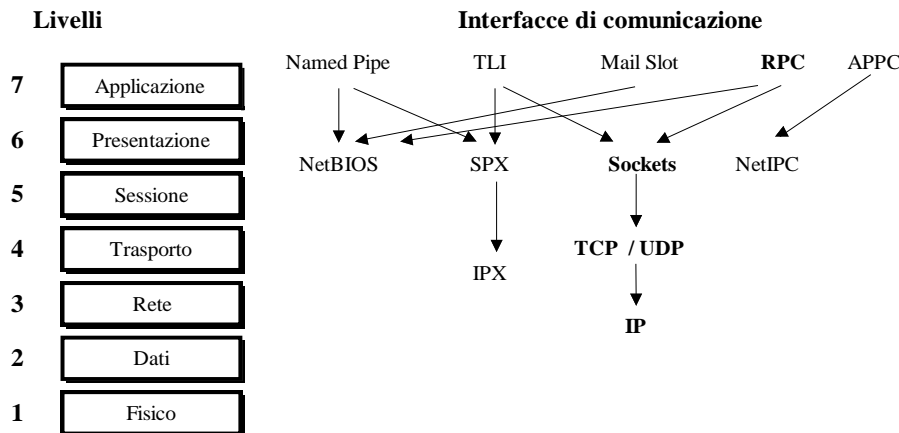 Livelli Interfacce di comunicazione
Named Pipe TLI Mail Slot RPC APPC
7 Applicazione
6 Presentazione
NetBIOS SPX Sockets NetIPC
5 Sessione
4 Trasporto
TCP / UDP
IPX
3 Rete
IP
2 Dati
1 Fisico